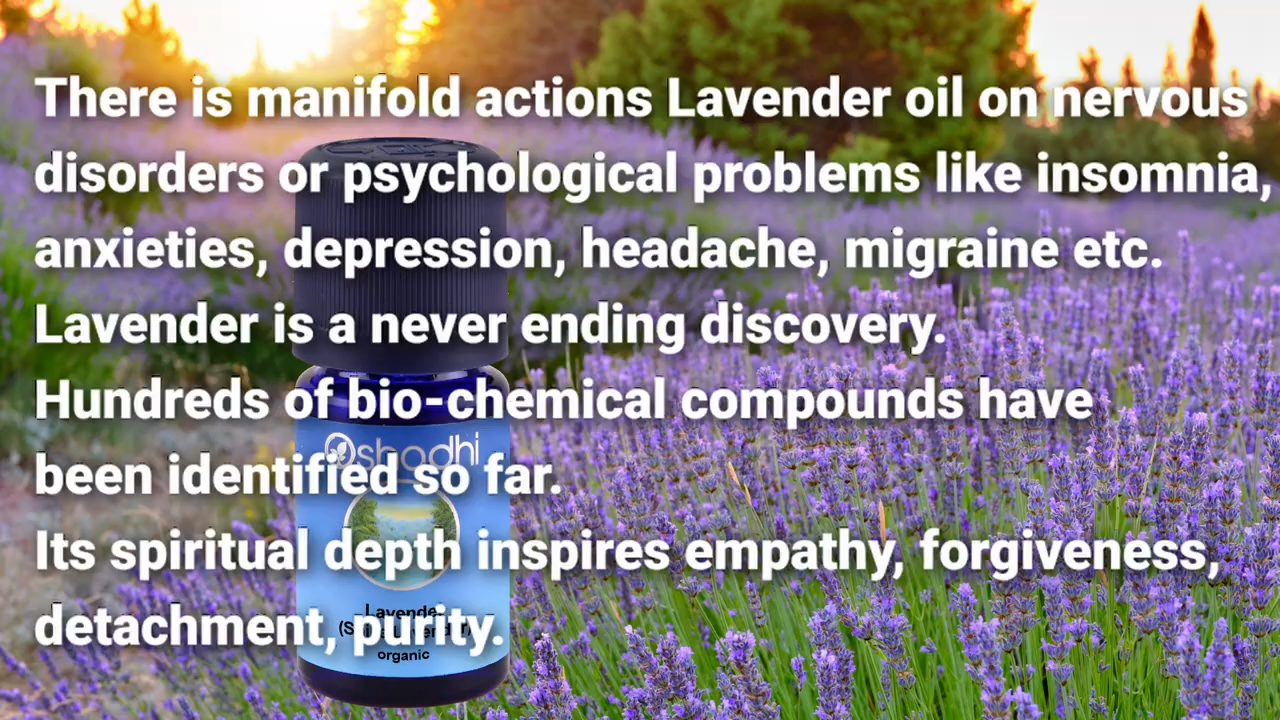 There is manifold actions Lavender oil on nervous
disorders or psychological problems like insomnia,
anxieties, depression, headache, migraine etc.
Lavender is a never ending discovery.
Hundreds of bio-chemical compounds have
been identified so far.
Its spiritual depth inspires empathy, forgiveness,
detachment, purity.
Oshadhi
Lavender
organic